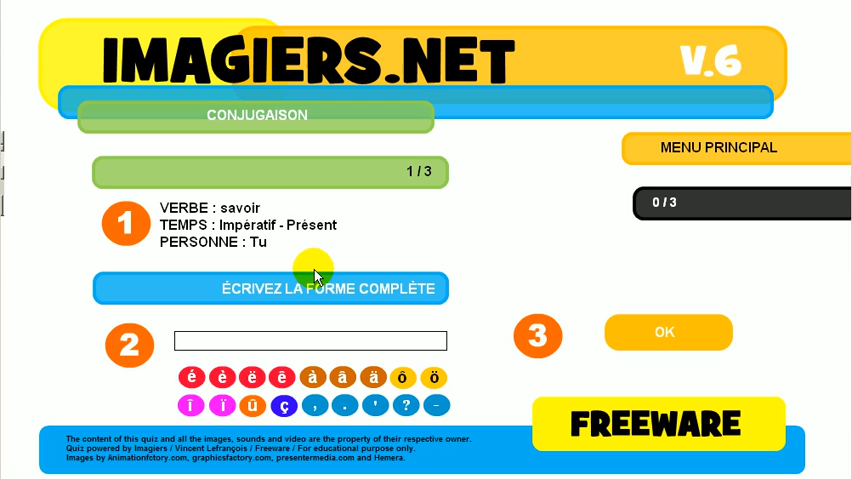 IMAGIERS.NET
V.6
CONJUGAISON
MENU PRINCIPAL
1 / 3
0 / 3
1
VERBE : savoir
TEMPS : Impératif - Présent
PERSONNE : Tu
ÉCRIVEZ LA FORME COMPLÈTE
2
3
OK
é è ë ê à â ä ô ö
î ï û ç , . ' ? -
FREEWARE
The content of this quiz and all the images, sounds and video are the property of their respective owner.
Quiz powered by Imagiers / Vincent Lefrançois / Freeware / For educational purpose only.
Images by Animationfctory.com, graphicsfactory.com, presentermedia.com and Hemera.